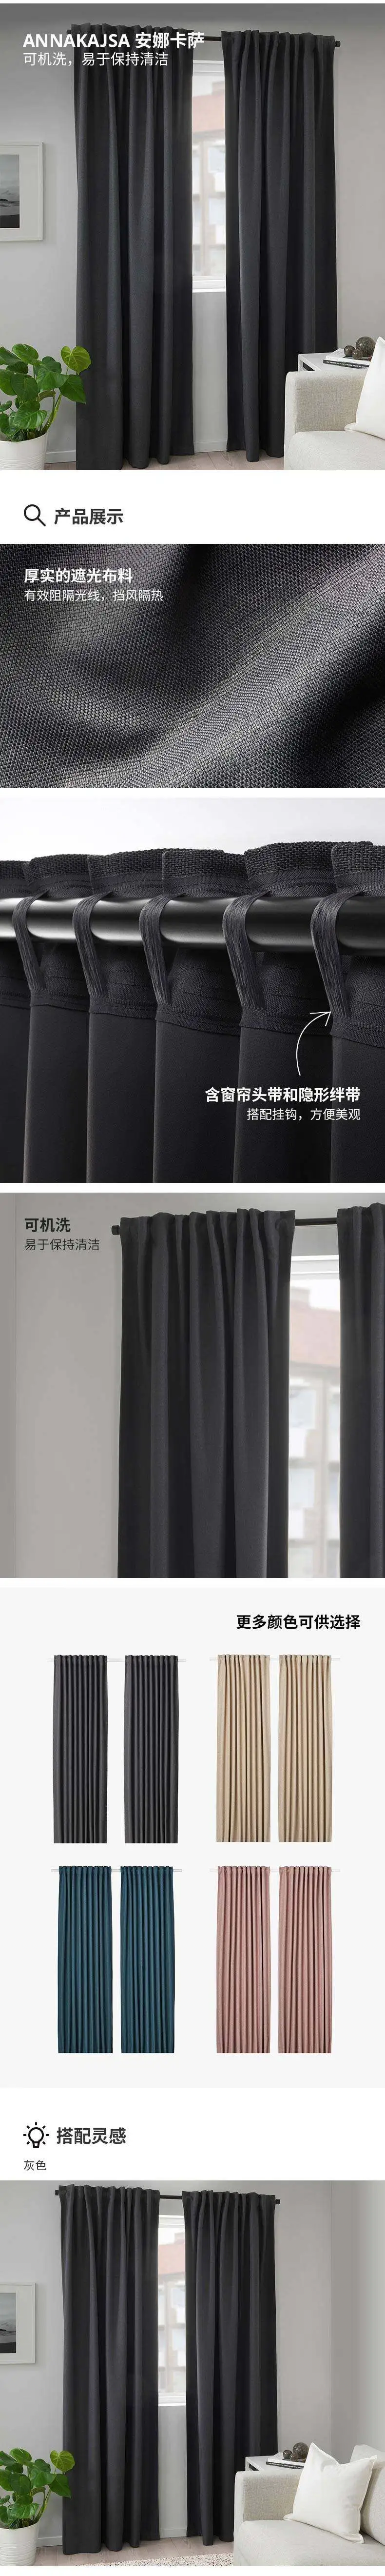 ANNAKAJSA 安娜卡萨
可机洗，易于保持清洁
产品展示
厚实的遮光布料
有效阻隔光线，挡风隔热
含窗帘头带和隐形绊带
搭配挂钩，方便美观
可机洗
易于保持清洁
更多颜色可供选择
搭配灵感
灰色